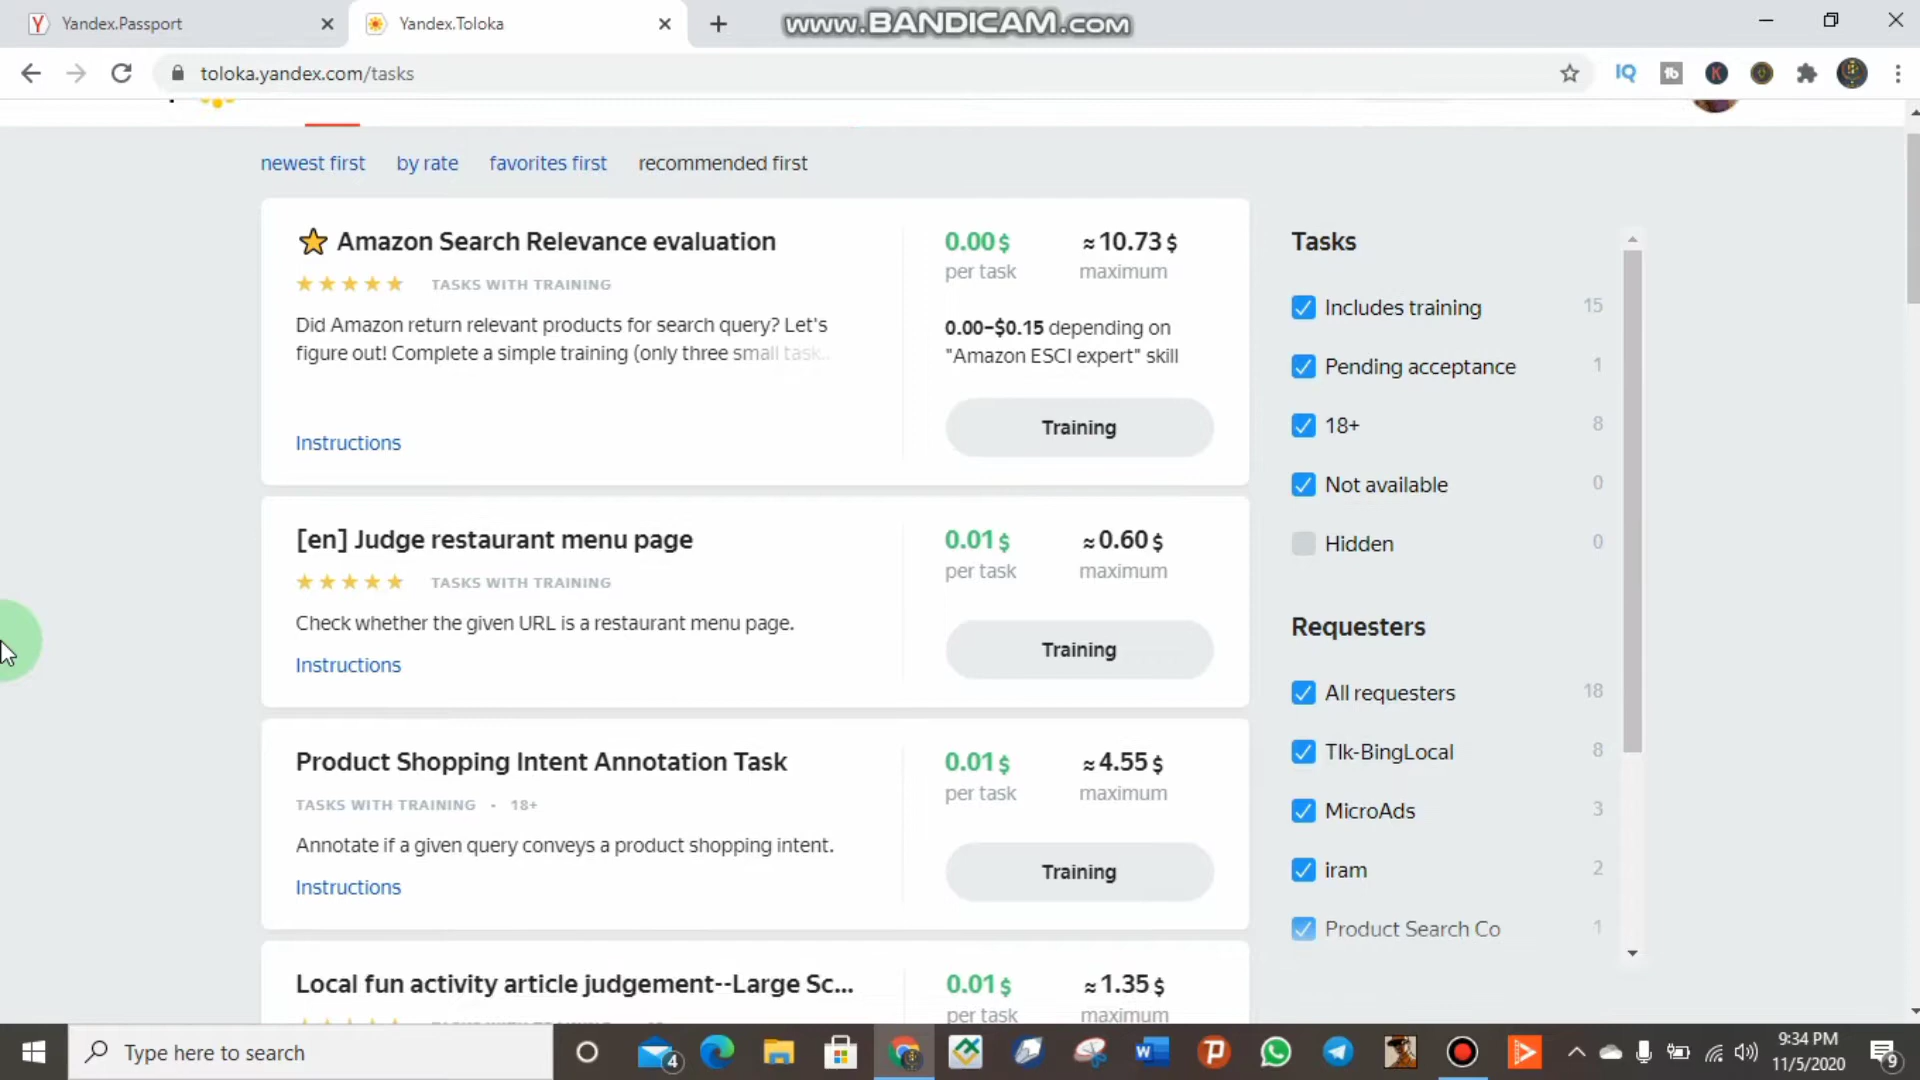 Yandex.Passport
Yandex.Toloka
www.BANDICAM.com
toloka.yandex.com/tasks
newest first by rate favorites first recommended first
Amazon Search Relevance evaluation
TASKS WITH TRAINING
Did Amazon return relevant products for search query? Let's
figure out! Complete a simple training (only three small task..
Instructions
0.00 $ ≈10.73 $
per task maximum
0.00–$0.15 depending on
"Amazon ESCI expert" skill
Training
[en] Judge restaurant menu page
TASKS WITH TRAINING
Check whether the given URL is a restaurant menu page.
Instructions
0.01 $ ≈0.60 $
per task maximum
Training
Product Shopping Intent Annotation Task
TASKS WITH TRAINING · 18+
Annotate if a given query conveys a product shopping intent.
Instructions
0.01 $ ≈4.55 $
per task maximum
Training
Local fun activity article judgement--Large Sc...
0.01 $ ≈1.35 $
per task maximum
Tasks
Includes training 15
Pending acceptance 1
18+ 8
Not available 0
Hidden 0
Requesters
All requesters 18
Tlk-BingLocal 8
MicroAds 3
iram 2
Product Search Co 1
Type here to search
4
9:34 PM
11/5/2020
9